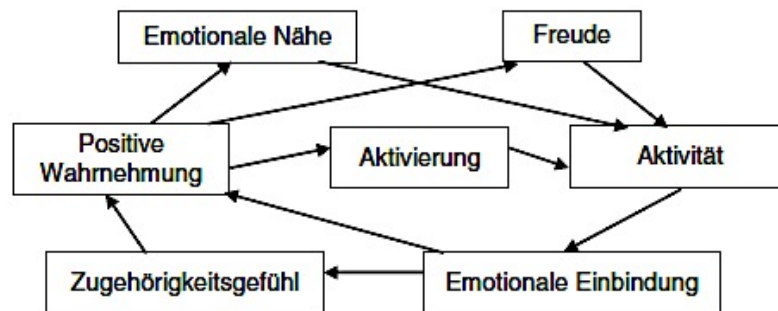 Emotionale Nähe
Freude
Positive
Wahrnehmung
Aktivierung
Aktivität
Zugehörigkeitsgefühl
Emotionale Einbindung